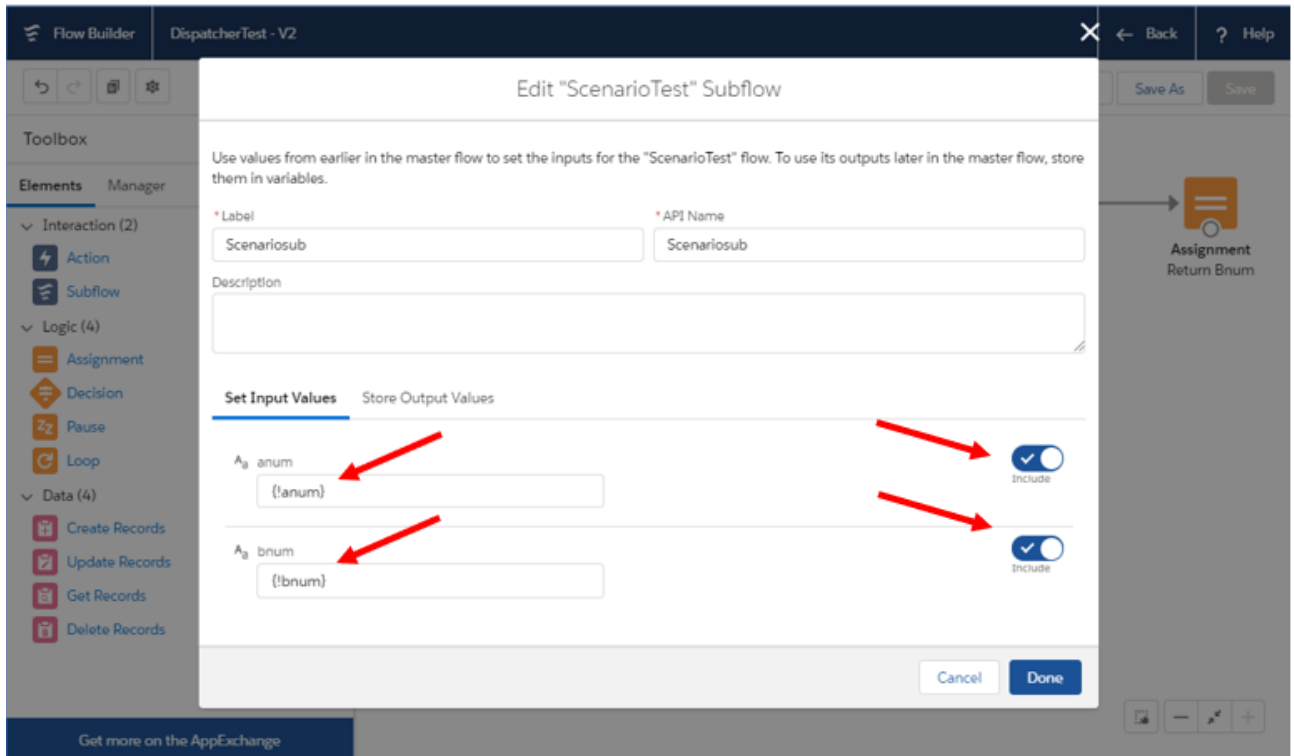 Flow Builder
DispatcherTest - V2
← Back
? Help
Save As
Save
Toolbox
Elements
Manager
Interaction (2)
Action
Subflow
Logic (4)
Assignment
Decision
Pause
Loop
Data (4)
Create Records
Update Records
Get Records
Delete Records
Get more on the AppExchange
Edit "ScenarioTest" Subflow
Use values from earlier in the master flow to set the inputs for the "ScenarioTest" flow. To use its outputs later in the master flow, store
them in variables.
*Label
Scenariosub
*API Name
Scenariosub
Description
Set Input Values
Store Output Values
Aa anum
{!anum}
Include
Aa bnum
{!bnum}
Include
Cancel
Done
Assignment
Return Bnum